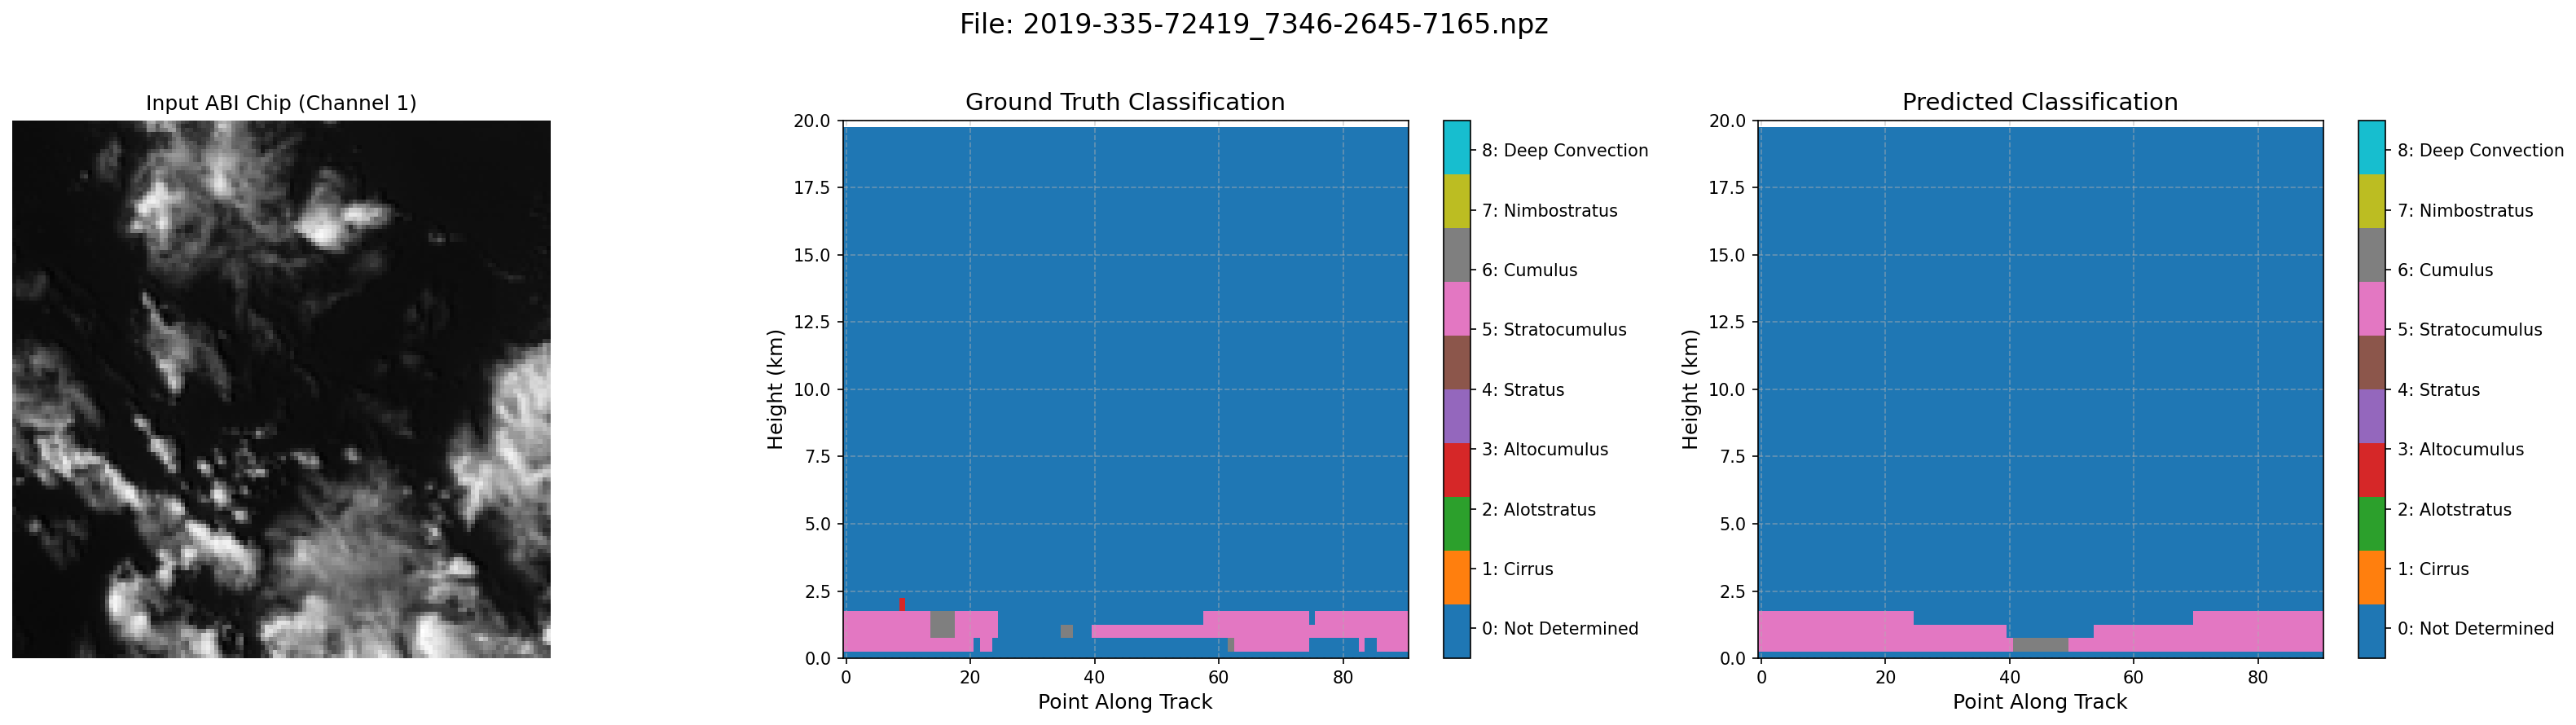 File: 2019-335-72419_7346-2645-7165.npz
Input ABI Chip (Channel 1)
Ground Truth Classification
20.0
17.5
15.0
12.5
10.0
7.5
5.0
2.5
0.0
Height (km)
0 20 40 60 80
Point Along Track
8: Deep Convection
7: Nimbostratus
6: Cumulus
5: Stratocumulus
4: Stratus
3: Altocumulus
2: Alotstratus
1: Cirrus
0: Not Determined
Predicted Classification
20.0
17.5
15.0
12.5
10.0
7.5
5.0
2.5
0.0
Height (km)
0 20 40 60 80
Point Along Track
8: Deep Convection
7: Nimbostratus
6: Cumulus
5: Stratocumulus
4: Stratus
3: Altocumulus
2: Alotstratus
1: Cirrus
0: Not Determined